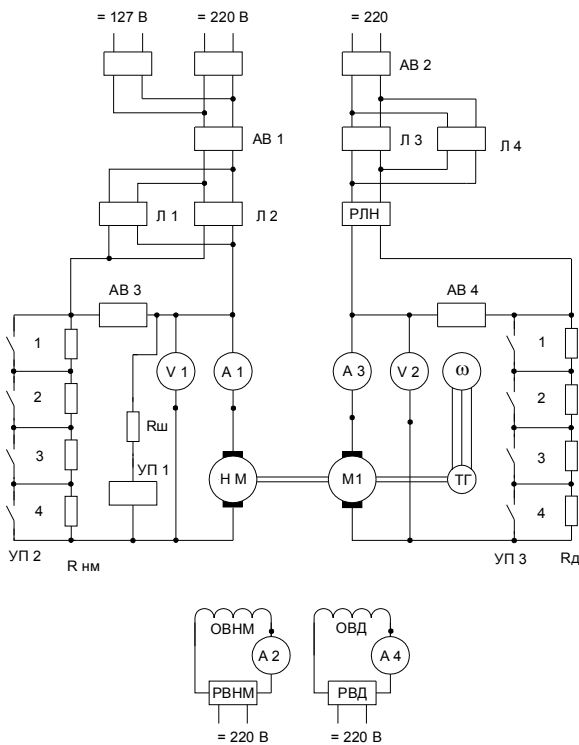 = 127 В
= 220 В
= 220
АВ 2
АВ 1
Л 3
Л 4
Л 1
Л 2
РЛН
АВ 3
АВ 4
1
V 1
А 1
А 3
V 2
ω
1
2
2
Rш
3
УП 1
Н М
М1
ТГ
3
4
4
УП 2
R нм
УП 3
Rд
ОВНМ
ОВД
А 2
А 4
РВНМ
РВД
= 220 В
= 220 В